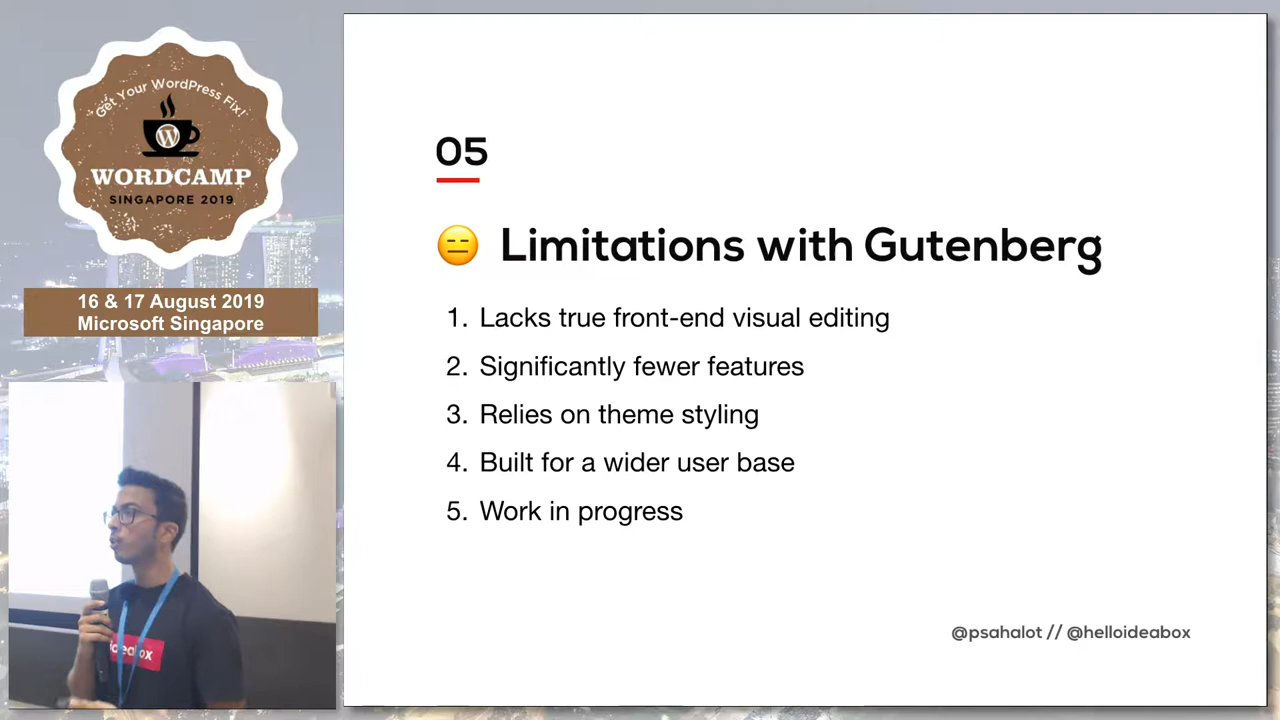 Get Your WordPress Fix!
WORDCAMP
SINGAPORE 2019
16 & 17 August 2019
Microsoft Singapore
05
😑 Limitations with Gutenberg
1. Lacks true front-end visual editing
2. Significantly fewer features
3. Relies on theme styling
4. Built for a wider user base
5. Work in progress
@psahalot // @helloideabox